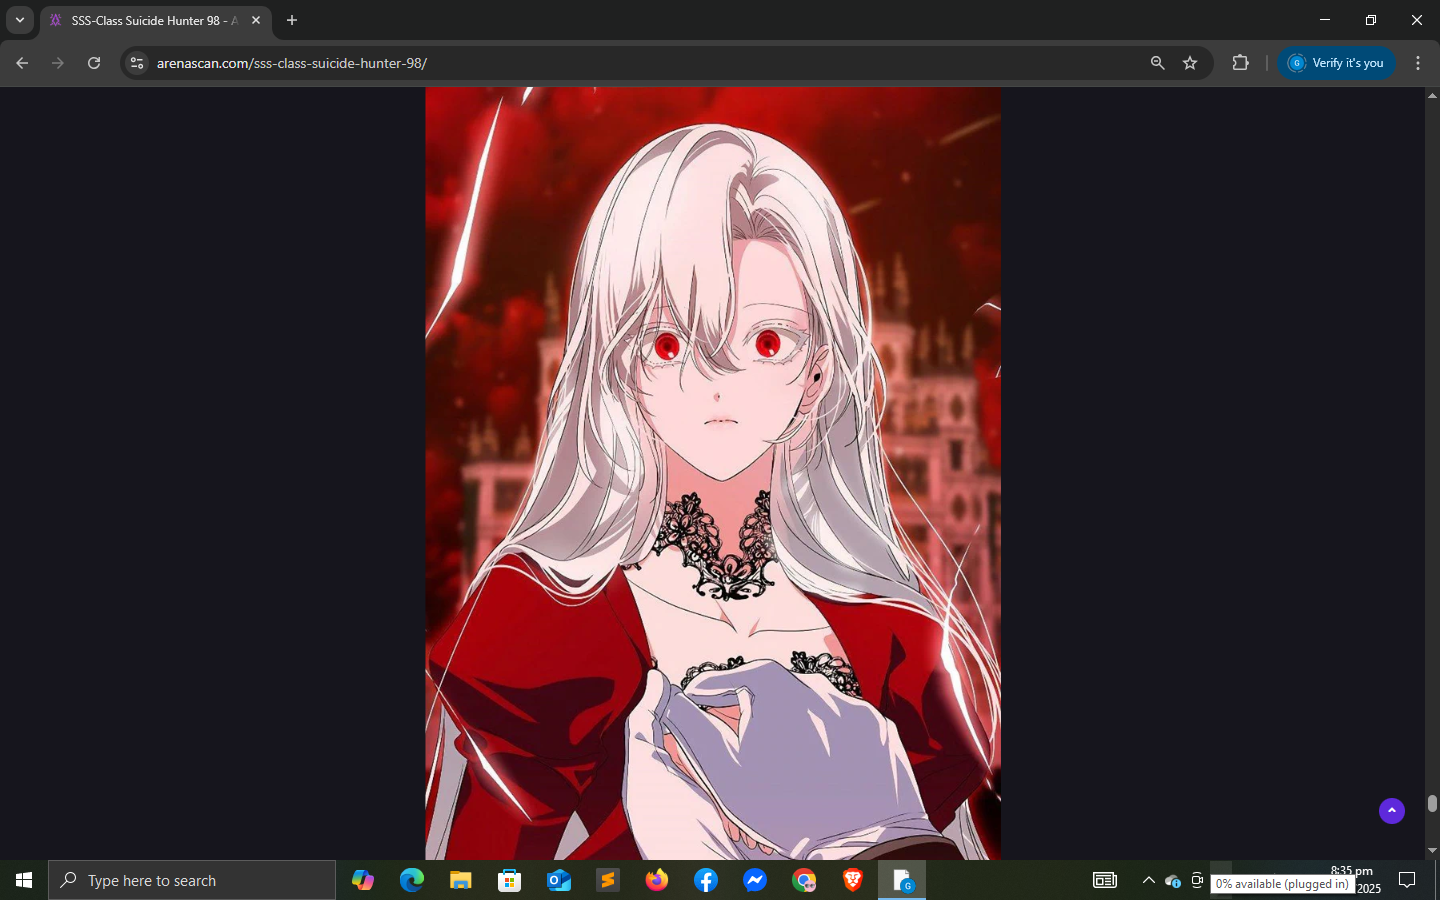 SSS-Class Suicide Hunter 98 - A
arenascan.com/sss-class-suicide-hunter-98/
Verify it's you
Type here to search
8:35 pm
0% available (plugged in)
2025